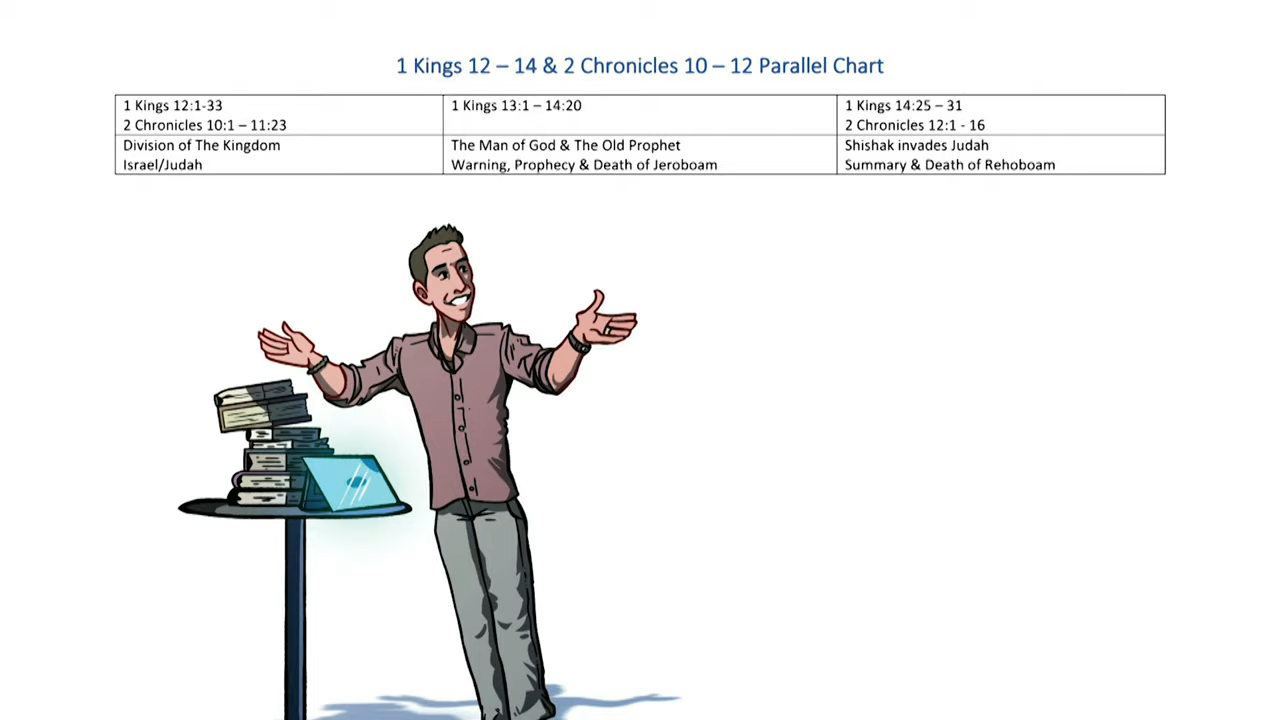 1 Kings 12 – 14 & 2 Chronicles 10 – 12 Parallel Chart
1 Kings 12:1-33
2 Chronicles 10:1 – 11:23
1 Kings 13:1 – 14:20
1 Kings 14:25 – 31
2 Chronicles 12:1 - 16
Division of The Kingdom
Israel/Judah
The Man of God & The Old Prophet
Warning, Prophecy & Death of Jeroboam
Shishak invades Judah
Summary & Death of Rehoboam